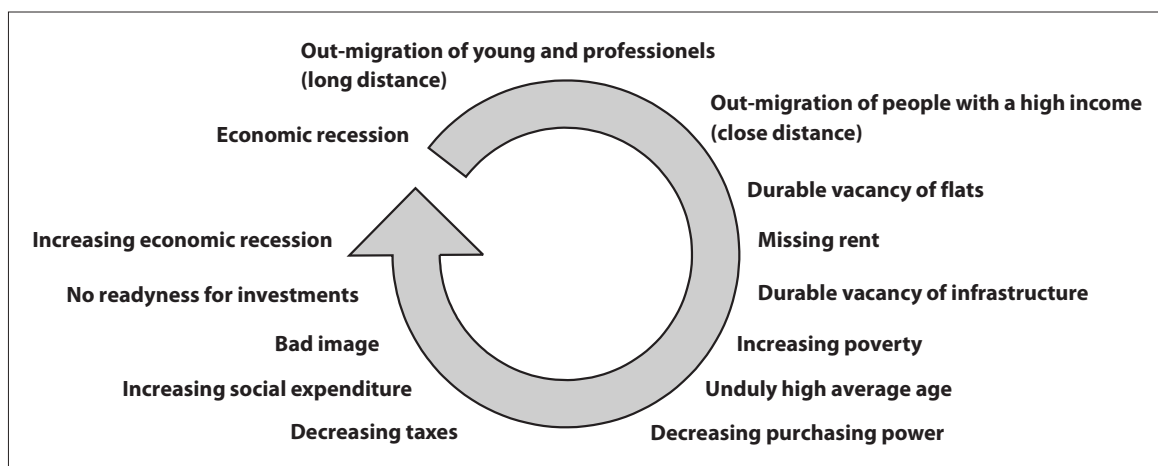 Out-migration of young and professionels
(long distance)
Out-migration of people with a high income
(close distance)
Economic recession
Durable vacancy of flats
Increasing economic recession
Missing rent
No readyness for investments
Durable vacancy of infrastructure
Bad image
Increasing poverty
Increasing social expenditure
Unduly high average age
Decreasing taxes
Decreasing purchasing power